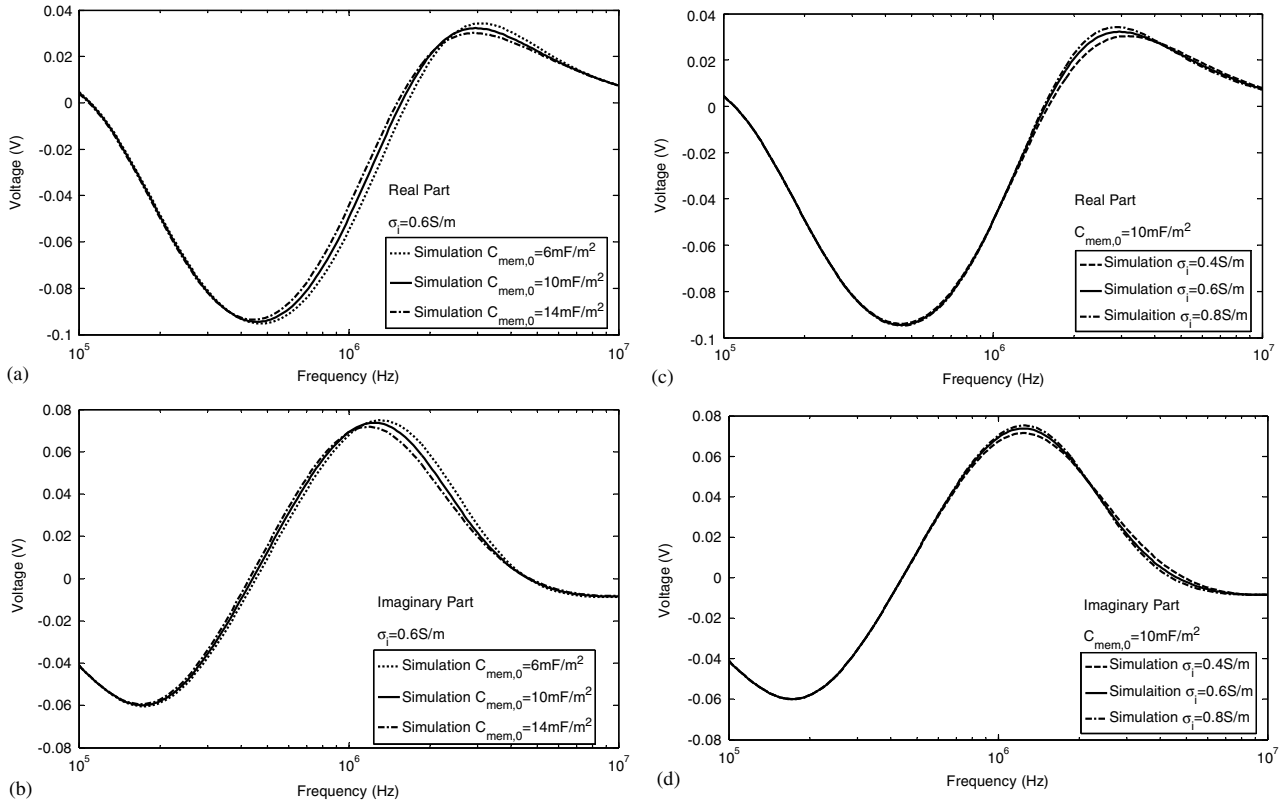 0.04
0.02
0
-0.02
-0.04
-0.06
-0.08
-0.1
Voltage (V)
Real Part
σi=0.6S/m
Simulation Cmem,0=6mF/m2
Simulation Cmem,0=10mF/m2
Simulation Cmem,0=14mF/m2
10^5
10^6
10^7
Frequency (Hz)
(a)
0.08
0.06
0.04
0.02
0
-0.02
-0.04
-0.06
-0.08
Voltage (V)
Imaginary Part
σi=0.6S/m
Simulation Cmem,0=6mF/m2
Simulation Cmem,0=10mF/m2
Simulation Cmem,0=14mF/m2
10^5
10^6
10^7
Frequency (Hz)
(b)
0.04
0.02
0
-0.02
-0.04
-0.06
-0.08
-0.1
Voltage (V)
Real Part
Cmem,0=10mF/m2
Simulation σi=0.4S/m
Simulation σi=0.6S/m
Simulaition σi=0.8S/m
10^5
10^6
10^7
Frequency (Hz)
(c)
0.08
0.06
0.04
0.02
0
-0.02
-0.04
-0.06
-0.08
Voltage (V)
Imaginary Part
Cmem,0=10mF/m2
Simulation σi=0.4S/m
Simulaition σi=0.6S/m
Simulation σi=0.8S/m
10^5
10^6
10^7
Frequency (Hz)
(d)